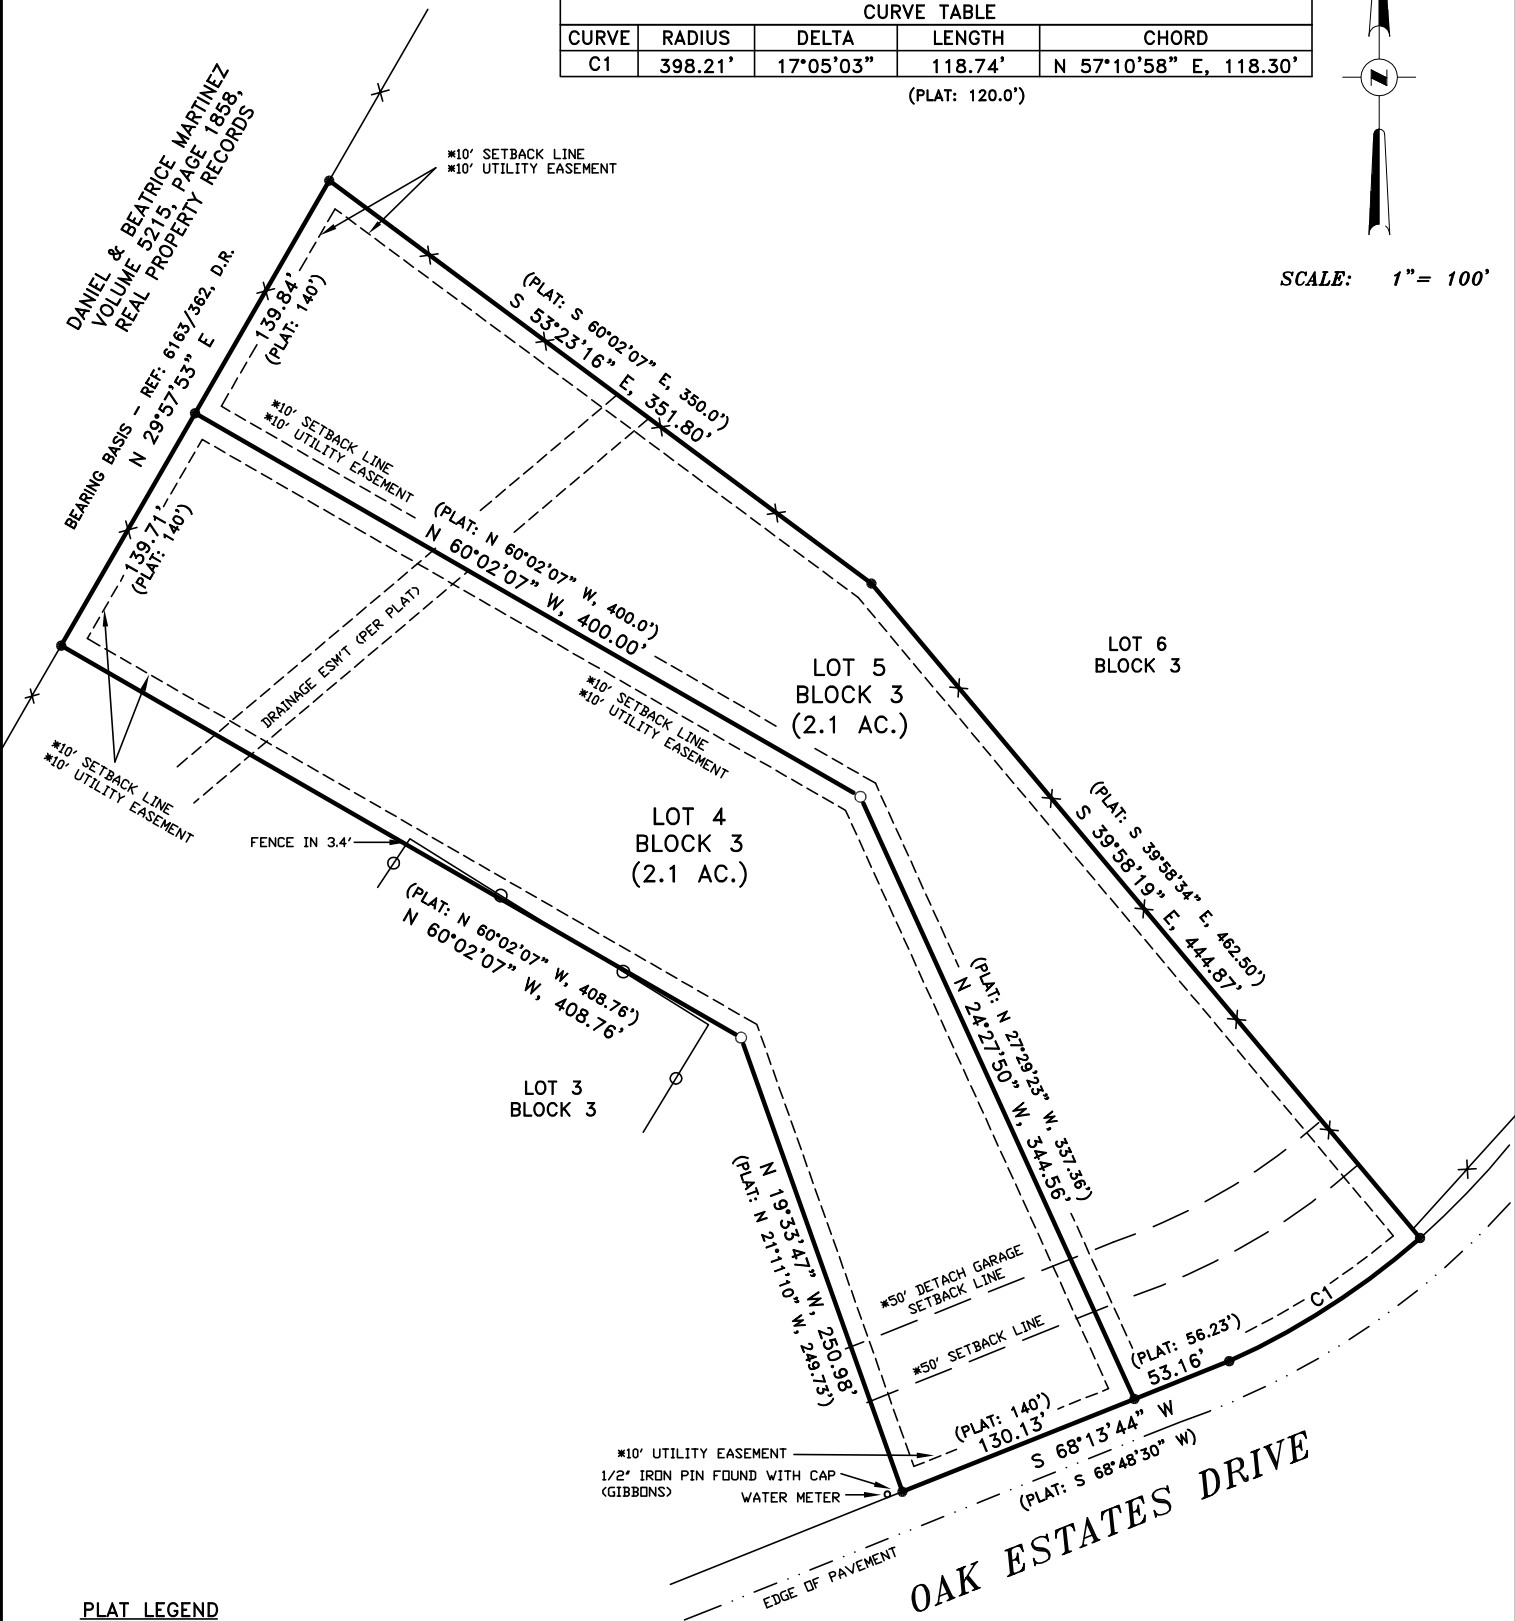 CURVE TABLE
CURVE RADIUS DELTA LENGTH CHORD
C1 398.21' 17°05'03" 118.74' N 57°10'58" E, 118.30'
(PLAT: 120.0')
N
SCALE: 1"= 100'
DANIEL & BEATRICE MARTINEZ
VOLUME 5215, PAGE 1858,
REAL PROPERTY RECORDS
*10' SETBACK LINE
*10' UTILITY EASEMENT
BEARING BASIS - REF: 6163/362, D.R.
N 29°57'53" E
139.84'
(PLAT: 140')
(PLAT: S 60°02'07" E, 350.0')
S 53°23'16" E, 351.80'
*10' SETBACK LINE
*10' UTILITY EASEMENT
(PLAT: N 60°02'07" W, 400.0')
N 60°02'07" W, 400.00'
139.71'
(PLAT: 140')
DRAINAGE ESM'T (PER PLAT)
*10' SETBACK LINE
*10' UTILITY EASEMENT
LOT 5
BLOCK 3
(2.1 AC.)
LOT 6
BLOCK 3
*10' SETBACK LINE
*10' UTILITY EASEMENT
LOT 4
BLOCK 3
(2.1 AC.)
FENCE IN 3.4'
(PLAT: N 60°02'07" W, 408.76')
N 60°02'07" W, 408.76'
(PLAT: S 39°58'34" E, 462.50')
S 39°58'19" E, 444.87'
LOT 3
BLOCK 3
(PLAT: N 27°29'23" W, 337.36')
N 24°27'50" W, 344.56'
N 19°33'47" W, 250.98'
(PLAT: N 21°11'10" W, 249.73')
*50' DETACH GARAGE
SETBACK LINE
*50' SETBACK LINE
C1
(PLAT: 56.23')
53.16'
(PLAT: 140')
130.13'
S 68°13'44" W
(PLAT: S 68°48'30" W)
*10' UTILITY EASEMENT
1/2" IRON PIN FOUND WITH CAP
(GIBBONS)
WATER METER
EDGE OF PAVEMENT
OAK ESTATES DRIVE
PLAT LEGEND